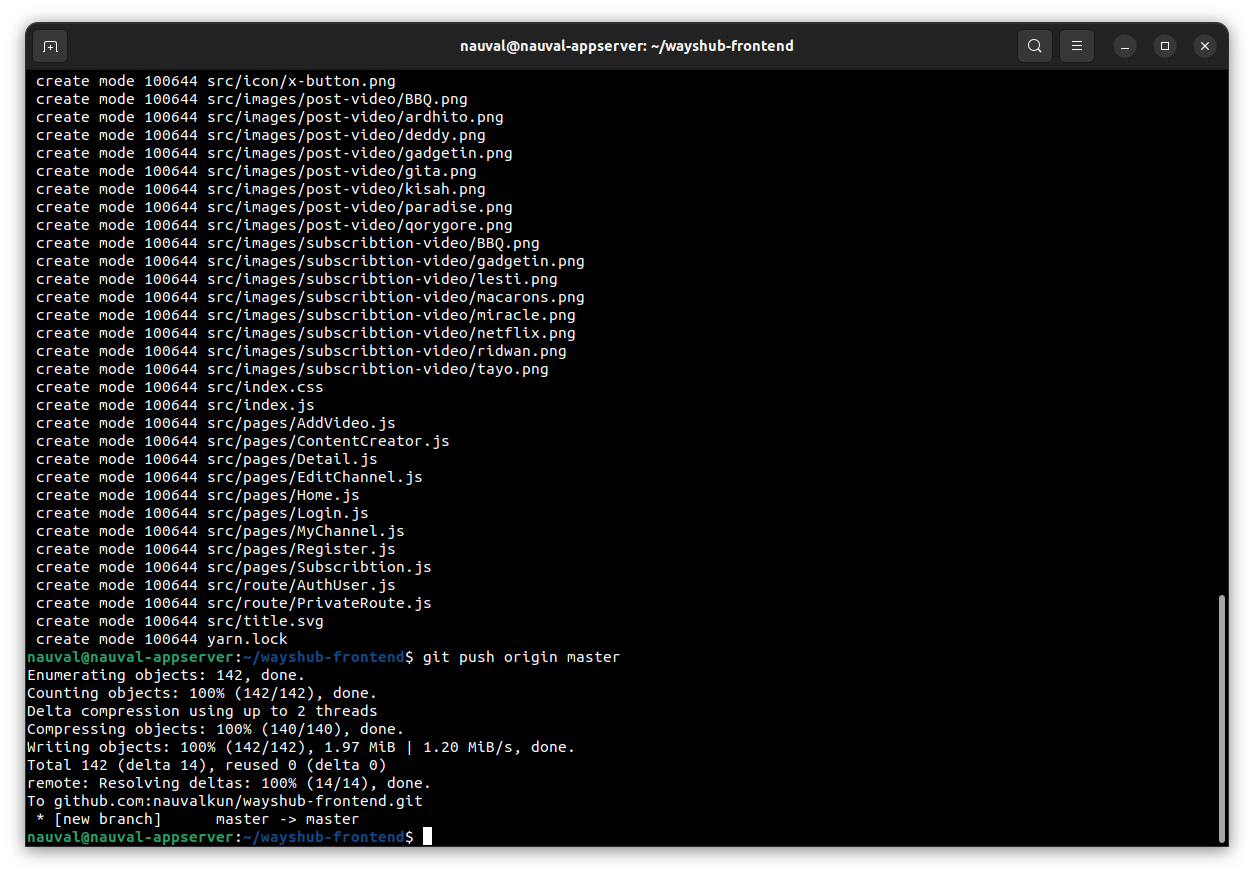 nauval@nauval-appserver: ~/wayshub-frontend
create mode 100644 src/icon/x-button.png
create mode 100644 src/images/post-video/BBQ.png
create mode 100644 src/images/post-video/ardhito.png
create mode 100644 src/images/post-video/deddy.png
create mode 100644 src/images/post-video/gadgetin.png
create mode 100644 src/images/post-video/gita.png
create mode 100644 src/images/post-video/kisah.png
create mode 100644 src/images/post-video/paradise.png
create mode 100644 src/images/post-video/qorygore.png
create mode 100644 src/images/subscribtion-video/BBQ.png
create mode 100644 src/images/subscribtion-video/gadgetin.png
create mode 100644 src/images/subscribtion-video/lesti.png
create mode 100644 src/images/subscribtion-video/macarons.png
create mode 100644 src/images/subscribtion-video/miracle.png
create mode 100644 src/images/subscribtion-video/netflix.png
create mode 100644 src/images/subscribtion-video/ridwan.png
create mode 100644 src/images/subscribtion-video/tayo.png
create mode 100644 src/index.css
create mode 100644 src/index.js
create mode 100644 src/pages/AddVideo.js
create mode 100644 src/pages/ContentCreator.js
create mode 100644 src/pages/Detail.js
create mode 100644 src/pages/EditChannel.js
create mode 100644 src/pages/Home.js
create mode 100644 src/pages/Login.js
create mode 100644 src/pages/MyChannel.js
create mode 100644 src/pages/Register.js
create mode 100644 src/pages/Subscribtion.js
create mode 100644 src/route/AuthUser.js
create mode 100644 src/route/PrivateRoute.js
create mode 100644 src/title.svg
create mode 100644 yarn.lock
nauval@nauval-appserver:~/wayshub-frontend$ git push origin master
Enumerating objects: 142, done.
Counting objects: 100% (142/142), done.
Delta compression using up to 2 threads
Compressing objects: 100% (140/140), done.
Writing objects: 100% (142/142), 1.97 MiB | 1.20 MiB/s, done.
Total 142 (delta 14), reused 0 (delta 0)
remote: Resolving deltas: 100% (14/14), done.
To github.com:nauvalkun/wayshub-frontend.git
 * [new branch]      master -> master
nauval@nauval-appserver:~/wayshub-frontend$